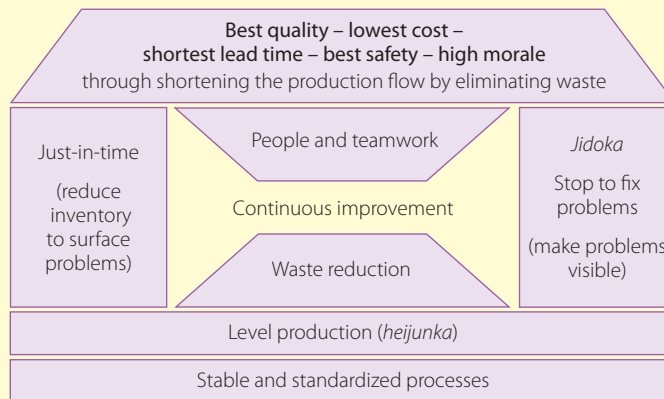 Best quality – lowest cost –
shortest lead time – best safety – high morale
through shortening the production flow by eliminating waste
Just-in-time
(reduce
inventory
to surface
problems)
People and teamwork
Continuous improvement
Waste reduction
Jidoka
Stop to fix
problems
(make problems
visible)
Level production (heijunka)
Stable and standardized processes